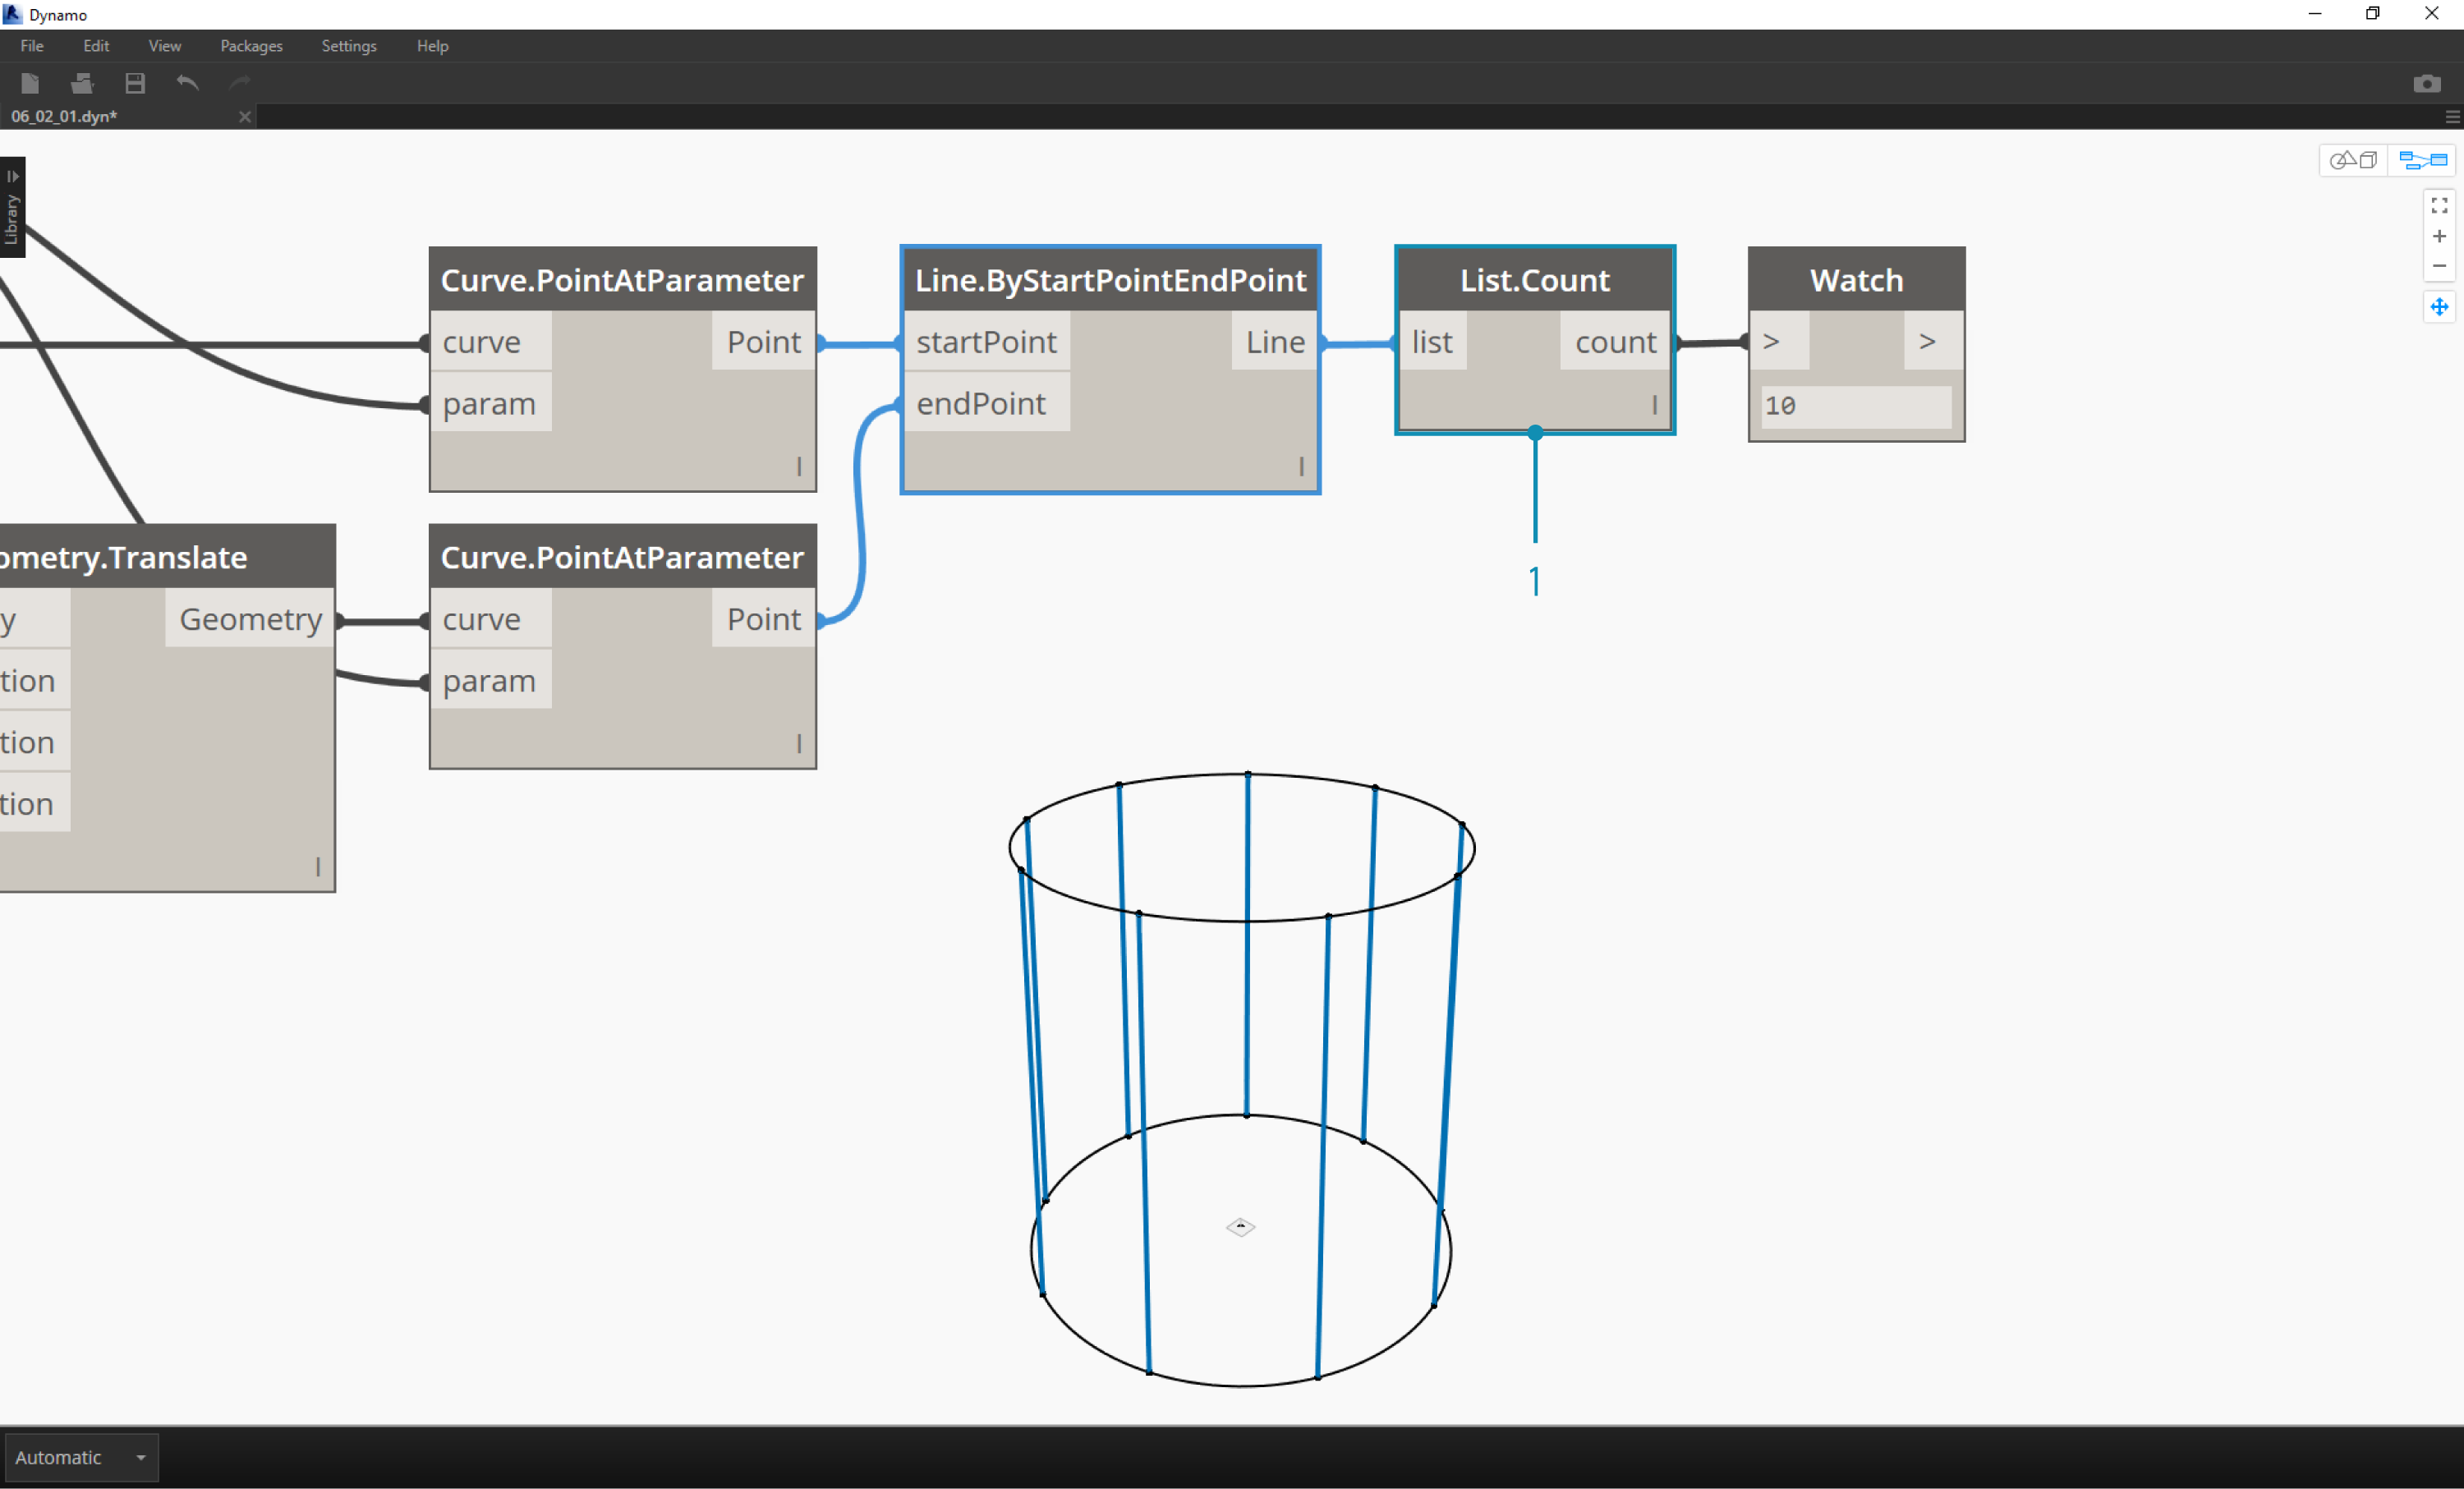 Dynamo
File Edit View Packages Settings Help
06_02_01.dyn*
Library
Curve.PointAtParameter
curve Point
param
l
Line.ByStartPointEndPoint
startPoint Line
endPoint
l
List.Count
list count
l
Watch
> >
10
1
ometry.Translate
y Geometry
tion
tion
tion
l
Curve.PointAtParameter
curve Point
param
l
Automatic